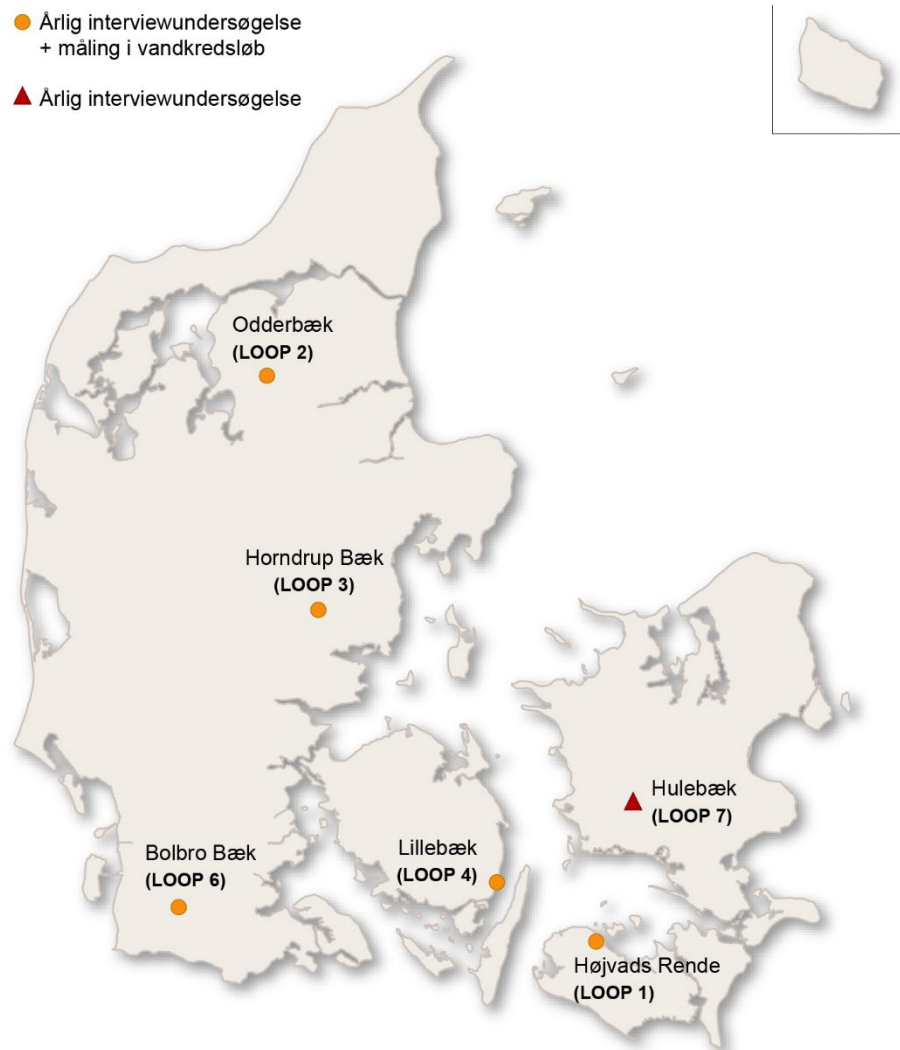 Årlig interviewundersøgelse
+ måling i vandkredsløb
Årlig interviewundersøgelse
Odderbæk
(LOOP 2)
Horndrup Bæk
(LOOP 3)
Hulebæk
(LOOP 7)
Bolbro Bæk
(LOOP 6)
Lillebæk
(LOOP 4)
Højvads Rende
(LOOP 1)